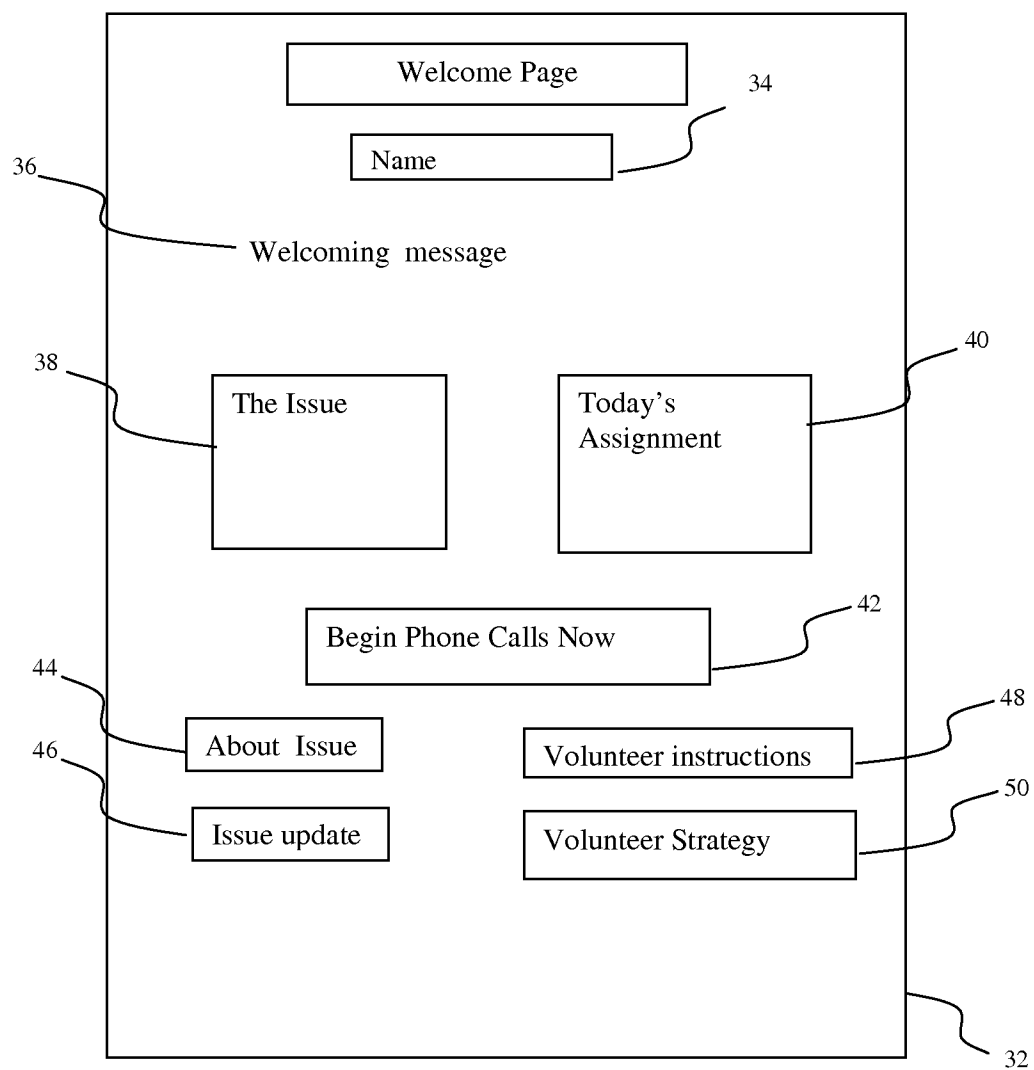 Welcome Page
34
Name
36
Welcoming message
40
38
The Issue
Today's
Assignment
42
Begin Phone Calls Now
44
48
About Issue
46
Volunteer instructions
50
Issue update
Volunteer Strategy
32